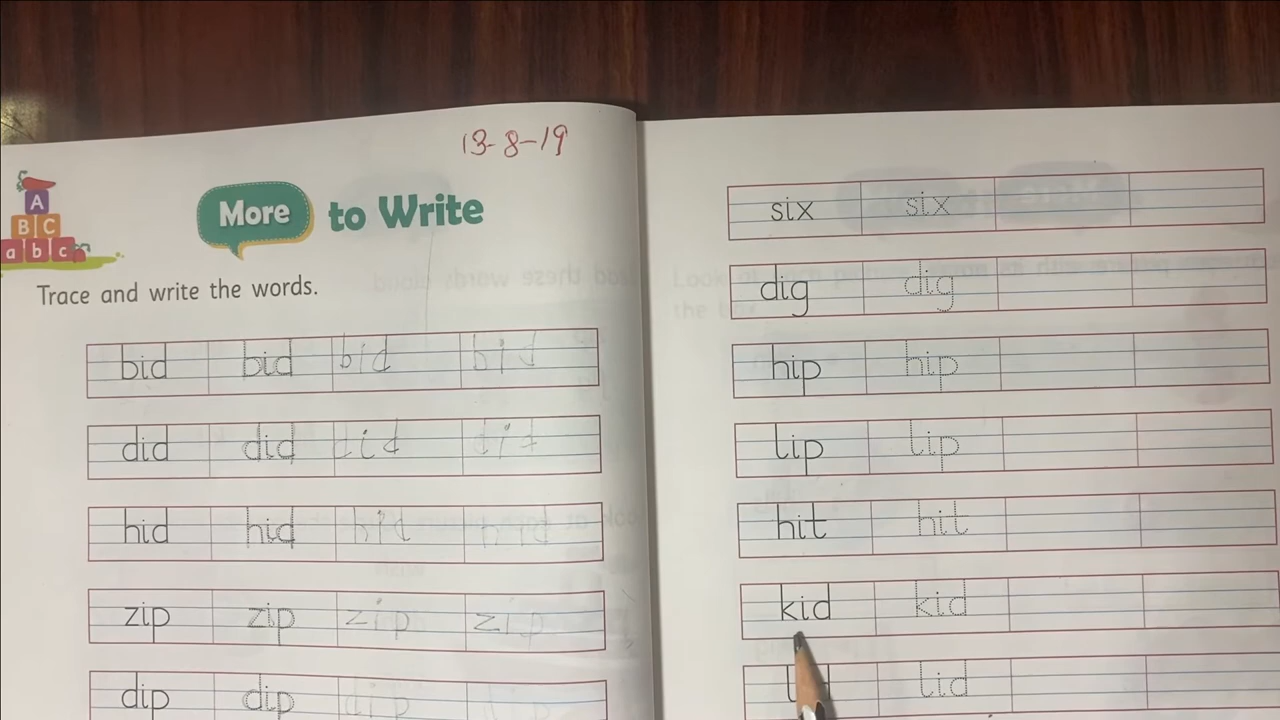 13-8-19
A
B C
a b c
More to Write
Trace and write the words.
bid bid bid bid
did did did did
hid hid hid hid
zip zip zip zip
dip dip dip dip
six six
dig dig
hip hip
lip lip
hit hit
kid kid
lid